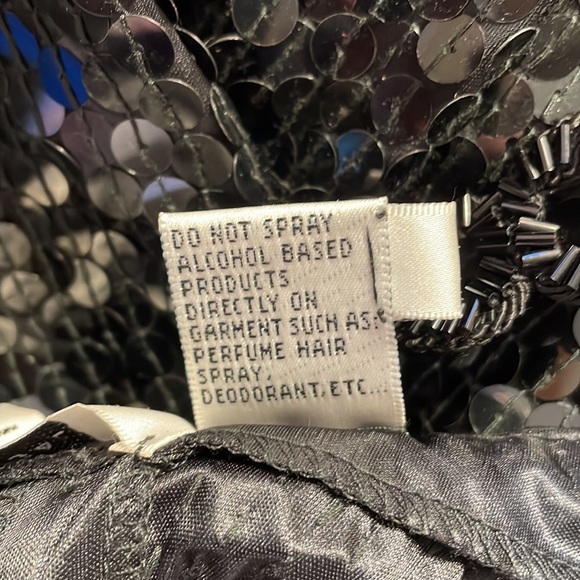 DO NOT SPRAY
ALCOHOL BASED
PRODUCTS
DIRECTLY ON
GARMENT SUCH AS:
PERFUME HAIR
SPRAY,
DEODORANT, ETC...